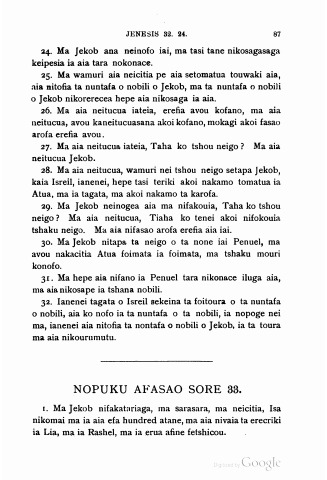 JENESIS 32. 24. 87
24. Ma Jekob ana neinofo iai, ma tasi tane nikosagasaga
keipesia ia aia tara nokonace.
25. Ma wamuri aia neicitia pe aia setomatua touwaki aia,
aia nitofia ta nuntafa o nobili o Jekob, ma ta nuntafa o nobili
o Jekob nikorerecea hepe aia nikosaga ia aia.
26. Ma aia neitucua iateia, erefia avou kofano, ma aia
neitucua, avou kaneitucuasana akoi kofano, mokagi akoi fasao
arofa erefia avou.
27. Ma aia neitucua iateia, Taha ko tshou neigo? Ma aia
neitucua Jekob.
28. Ma aia neitucua, wamuri nei tshou neigo setapa Jekob,
kaia Isreil, ianenei, hepe tasi teriki akoi nakamo tomatua ia
Atua, ma ia tagata, ma akoi nakamo ta karofa.
29. Ma Jekob neinogea aia ma nifakouia, Taha ko tshou
neigo? Ma aia neitucua, Tiaha ko tenei akoi nifokouia
tshaku neigo. Ma aia nifasao arofa erefia aia iai.
30. Ma Jekob nitapa ta neigo o ta none iai Penuel, ma
avou nakacitia Atua foimata ia foimata, ma tshaku mouri
konofo.
31. Ma hepe aia nifano ia Penuel tara nikonace iluga aia,
ma ais nikosape ia tshana nobili.
32. Ianenei tagata o Isreil sekeina ta foitoura o ta nuntafa
o nobili, aia ko nofo ia ta nuntafa o ta nobili, ia nopoge nei
ma, ianenei aia nitofia ta nontafa o nobili o Jekob, ia ta toura
ma aia nikourumutu.
NOPUKU AFASAO SORE 33.
1. Ma Jekob nifakatariaga, ma sarasara, ma neicitia, Isa
nikomai ma ia aia efa hundred atane, ma aia nivaia ta erecriki
ia Lia, ma ia Rashel, ma ia erua afine fetshicou.
Digitized by Google